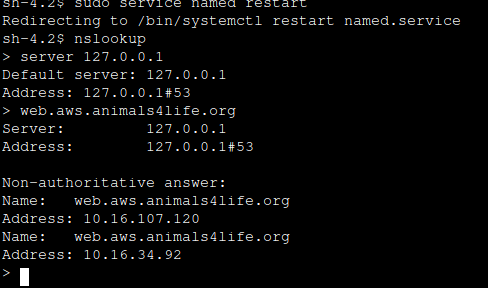 sh-4.2$ sudo service named restart
Redirecting to /bin/systctl restart named.service
sh-4.2$ nslookup
> server 127.0.0.1
Default server: 127.0.0.1
Address: 127.0.0.1#53
> web.aws.animals4life.org
Server:         127.0.0.1
Address:        127.0.0.1#53

Non-authoritative answer:
Name:   web.aws.animals4life.org
Address: 10.16.107.120
Name:   web.aws.animals4life.org
Address: 10.16.34.92
>